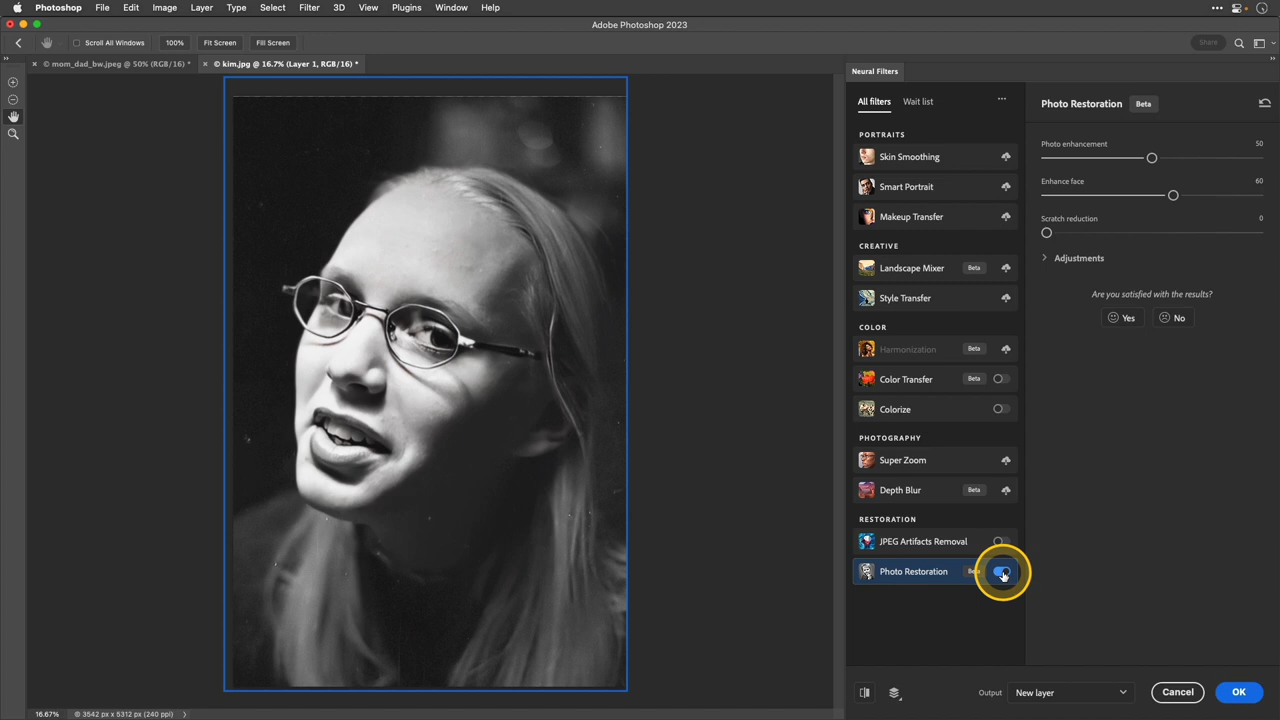 Photoshop File Edit Image Layer Type Select Filter 3D View Plugins Window Help
Adobe Photoshop 2023
Scroll All Windows 100% Fit Screen Fill Screen Share
© mom_dad_bw.jpeg @ 50% (RGB/16) * © kim.jpg @ 16.7% (Layer 1, RGB/16) *
Neural Filters
All filters Wait list
PORTRAITS
Skin Smoothing
Smart Portrait
Makeup Transfer
CREATIVE
Landscape Mixer Beta
Style Transfer
COLOR
Harmonization Beta
Color Transfer Beta
Colorize
PHOTOGRAPHY
Super Zoom
Depth Blur Beta
RESTORATION
JPEG Artifacts Removal
Photo Restoration Beta
Photo Restoration Beta
Photo enhancement 50
Enhance face 60
Scratch reduction 0
Adjustments
Are you satisfied with the results?
Yes No
Output New layer Cancel OK
16.67% © 3542 px x 5312 px (240 ppi)